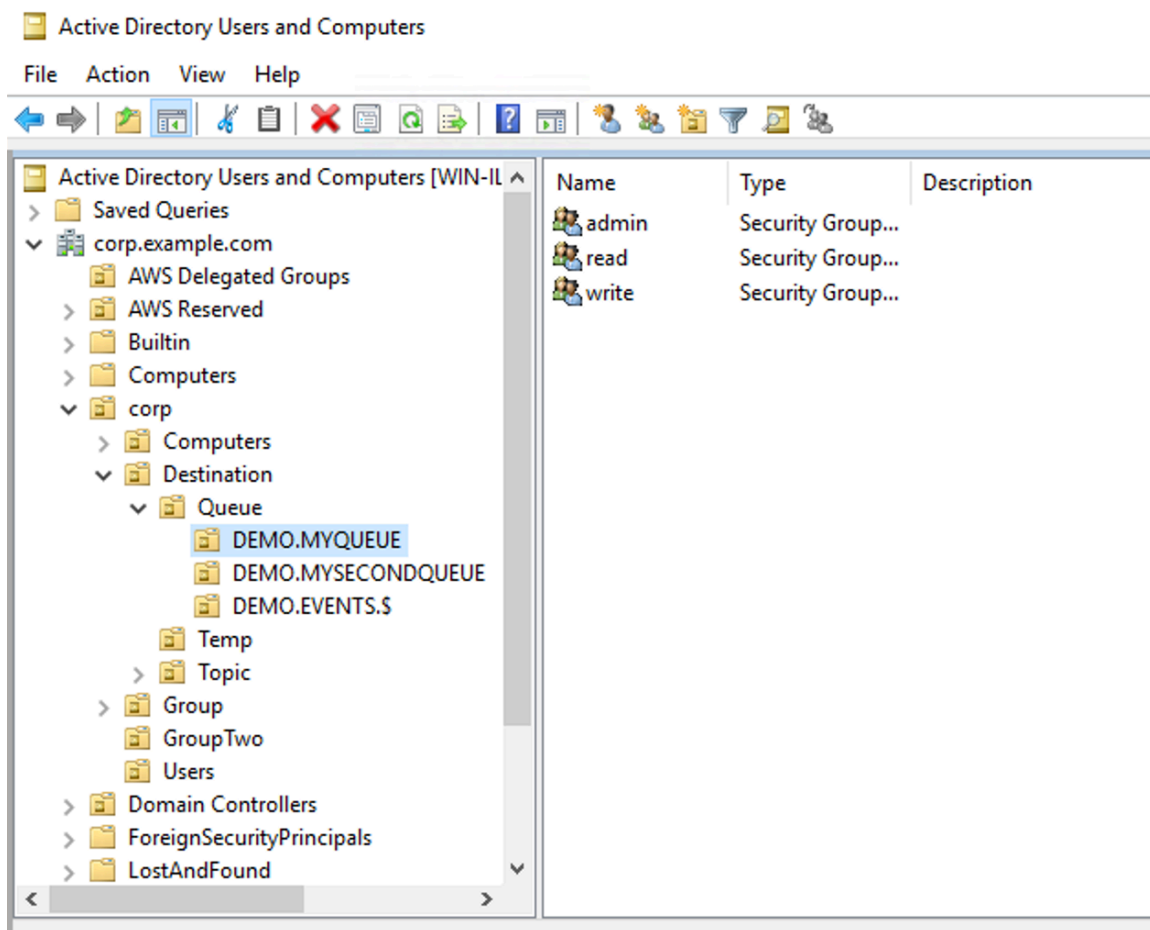 Active Directory Users and Computers
File Action View Help
Active Directory Users and Computers [WIN-IL
Saved Queries
corp.example.com
AWS Delegated Groups
AWS Reserved
Builtin
Computers
corp
Computers
Destination
Queue
DEMO.MYQUEUE
DEMO.MYSECONDQUEUE
DEMO.EVENTS.$
Temp
Topic
Group
GroupTwo
Users
Domain Controllers
ForeignSecurityPrincipals
LostAndFound
Name Type Description
admin Security Group...
read Security Group...
write Security Group...